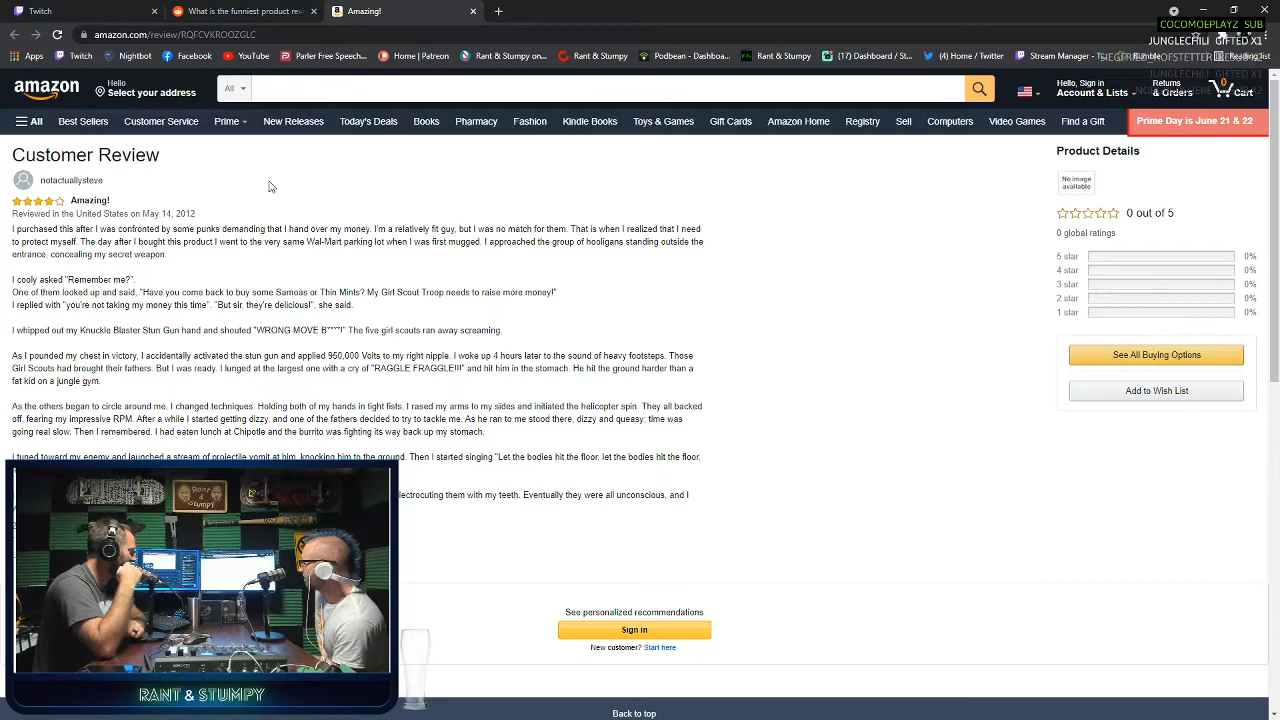 Twitch
What is the funniest product revi
Amazing!
COCOMOEPLAYZ SUB
amazon.com/review/RQFCVKROOZGLC
JUNGLECHILI GIFTED X1
Apps
Twitch
Nightbot
Facebook
YouTube
Parler Free Speech...
Home | Patreon
Rant & Stumpy on...
Rant & Stumpy
Podbean - Dashboa...
Rant & Stumpy
(17) Dashboard / St...
(4) Home / Twitter
Stream Manager - T
Reading list
amazon
Hello
Select your address
All
Hello, Sign in
Account & Lists
Returns
& Orders
0
Cart
All
Best Sellers
Customer Service
Prime
New Releases
Today's Deals
Books
Pharmacy
Fashion
Kindle Books
Toys & Games
Gift Cards
Amazon Home
Registry
Sell
Computers
Video Games
Find a Gift
Prime Day is June 21 & 22
Customer Review
notactuallysteve
Amazing!
Reviewed in the United States on May 14, 2012
I purchased this after I was confronted by some punks demanding that I hand over my money. I'm a relatively fit guy, but I was no match for them. That is when I realized that I need
to protect myself. The day after I bought this product I went to the very same Wal-Mart parking lot when I was first mugged. I approached the group of hooligans standing outside the
entrance, concealing my secret weapon.
I cooly asked "Remember me?".
One of them looked up and said, "Have you come back to buy some Samoas or Thin Mints? My Girl Scout Troop needs to raise more money!"
I replied with "you're not taking my money this time". "But sir, they're delicious!", she said.
I whipped out my Knuckle Blaster Stun Gun hand and shouted "WRONG MOVE B****!" The five girl scouts ran away screaming.
As I pounded my chest in victory, I accidentally activated the stun gun and applied 950,000 Volts to my right nipple. I woke up 4 hours later to the sound of heavy footsteps. Those
Girl Scouts had brought their fathers. But I was ready. I lunged at the largest one with a cry of "RAGGLE FRAGGLE!!!" and hit him in the stomach. He hit the ground harder than a
fat kid on a jungle gym.
As the others began to circle around me, I changed techniques. Holding both of my hands in tight fists, I rased my arms to my sides and initiated the helicopter spin. They all backed
off, fearing my impressive RPM. After a while I started getting dizzy, and one of the fathers decided to try to tackle me. As he ran to me stood there, dizzy and queasy; time was
going real slow. Then I remembered. I had eaten lunch at Chipotle and the burrito was fighting its way back up my stomach.
I tuned toward my enemy and launched a stream of projectile vomit at him, knocking him to the ground. Then I started singing "Let the bodies hit the floor, let the bodies hit the floor,
lectrocuting them with my teeth. Eventually they were all unconscious, and I
Product Details
No image
available
0 out of 5
0 global ratings
5 star 0%
4 star 0%
3 star 0%
2 star 0%
1 star 0%
See All Buying Options
Add to Wish List
See personalized recommendations
Sign in
New customer? Start here.
RANT & STUMPY
Back to top